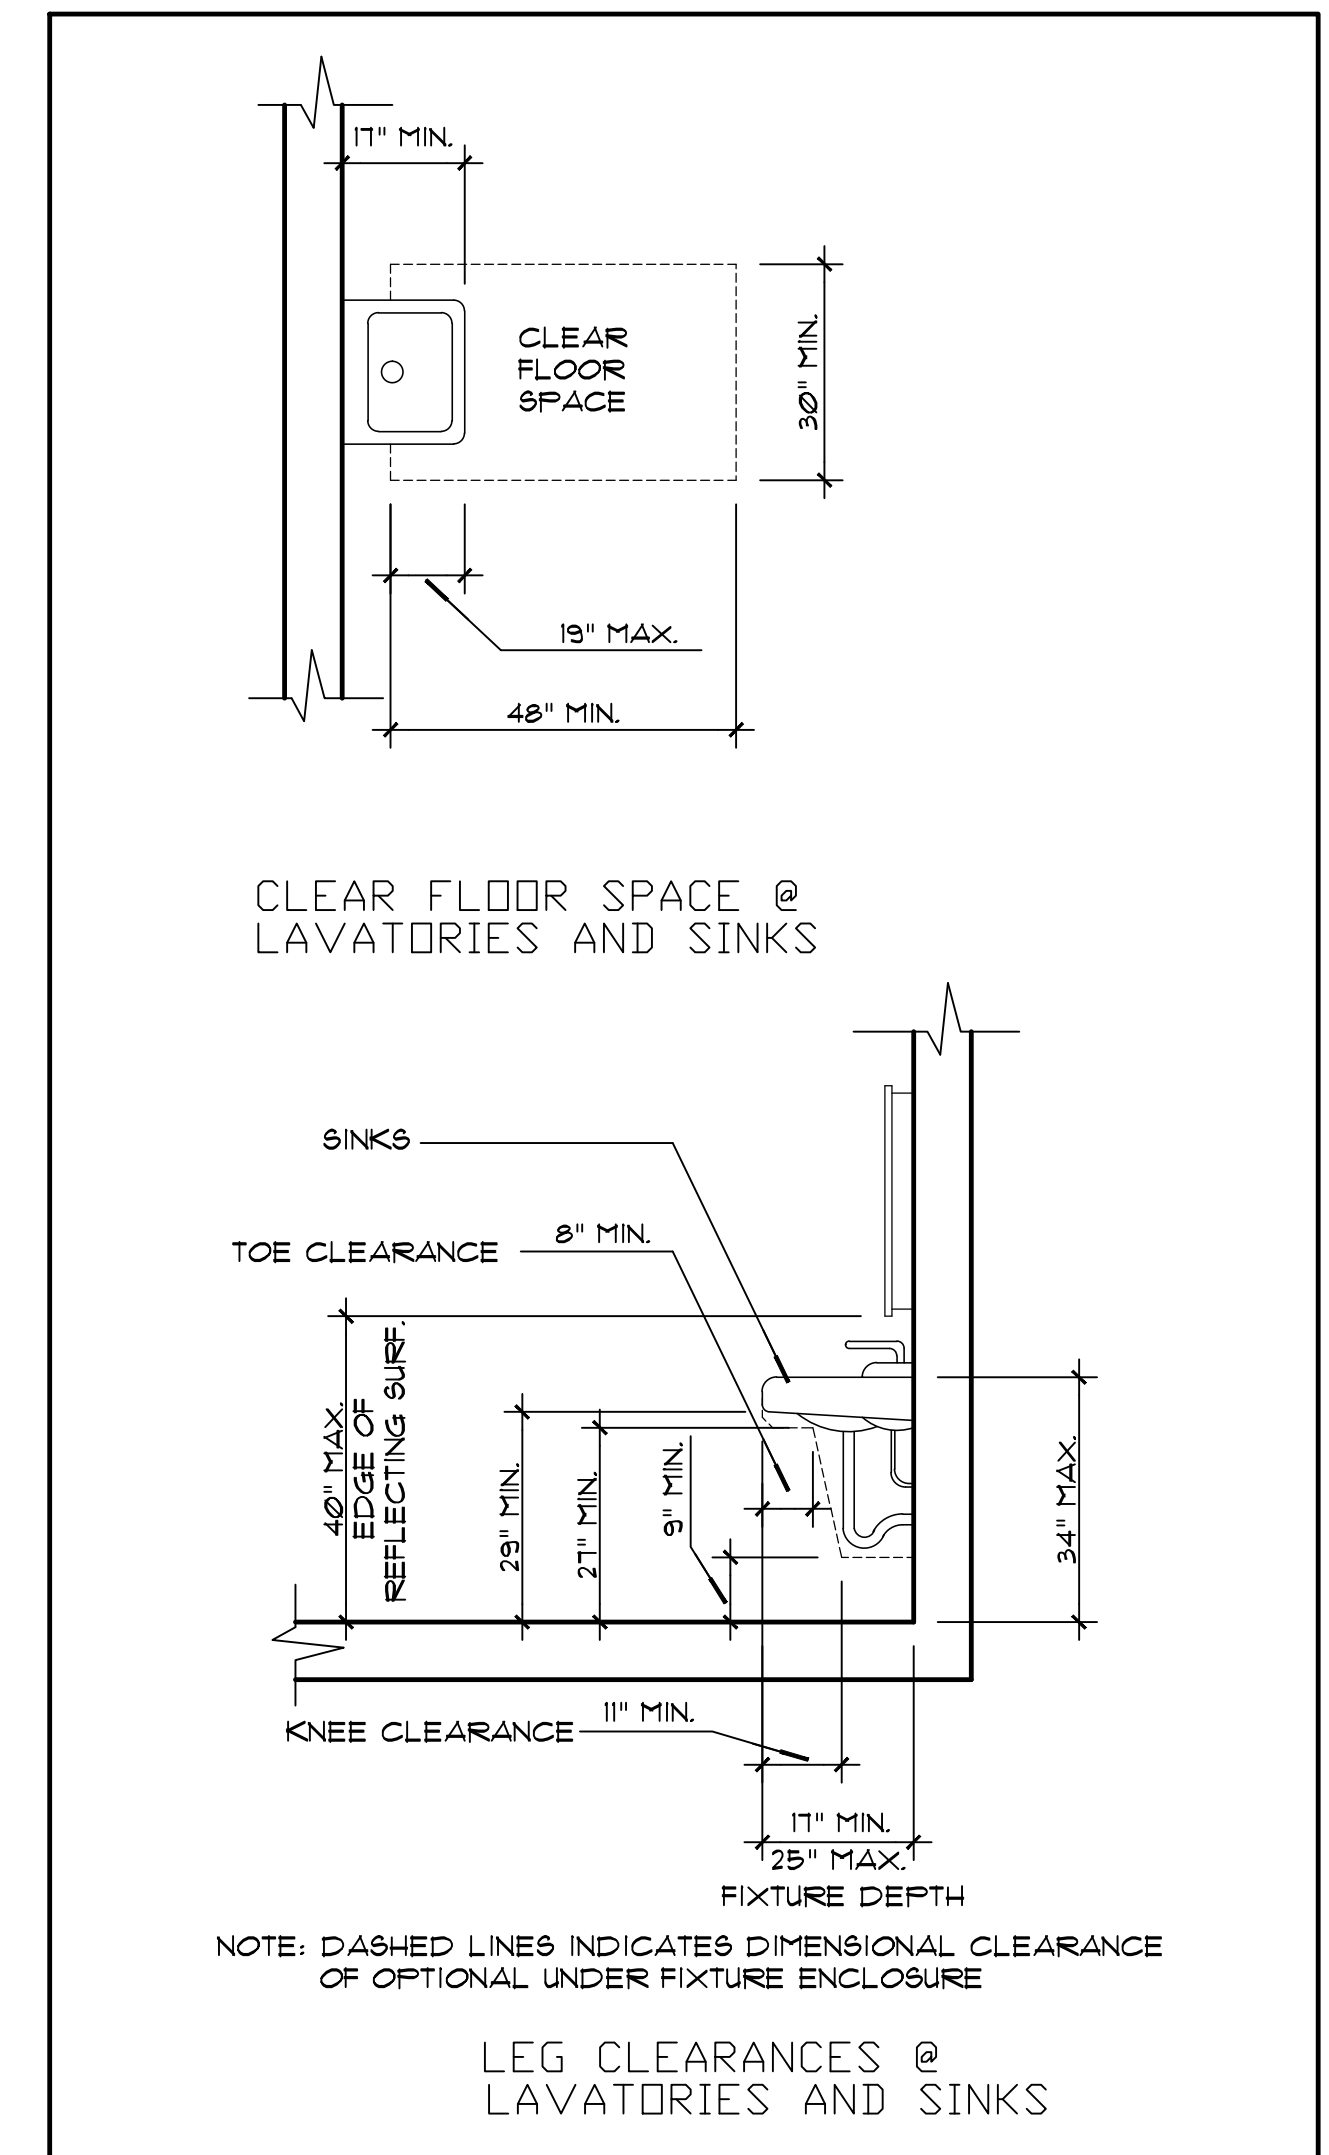 17" MIN.
CLEAR
FLOOR
SPACE
30" MIN.
19" MAX.
48" MIN.
CLEAR FLOOR SPACE @
LAVATORIES AND SINKS
SINKS
TOE CLEARANCE 8" MIN.
40" MAX.
EDGE OF
REFLECTING SURF.
29" MIN.
27" MIN.
9" MIN.
34" MAX.
KNEE CLEARANCE 11" MIN.
17" MIN.
25" MAX.
FIXTURE DEPTH
NOTE: DASHED LINES INDICATES DIMENSIONAL CLEARANCE
OF OPTIONAL UNDER FIXTURE ENCLOSURE
LEG CLEARANCES @
LAVATORIES AND SINKS